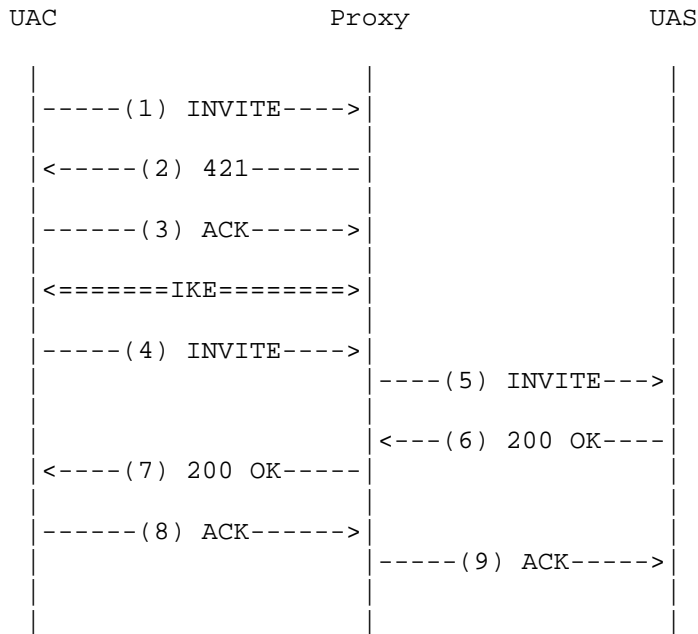 UAC Proxy UAS
-----(1) INVITE---->
<-----(2) 421-------
------(3) ACK------>
<=======IKE========>
-----(4) INVITE---->
----(5) INVITE--->
<---(6) 200 OK----
<----(7) 200 OK-----
------(8) ACK------>
-----(9) ACK----->